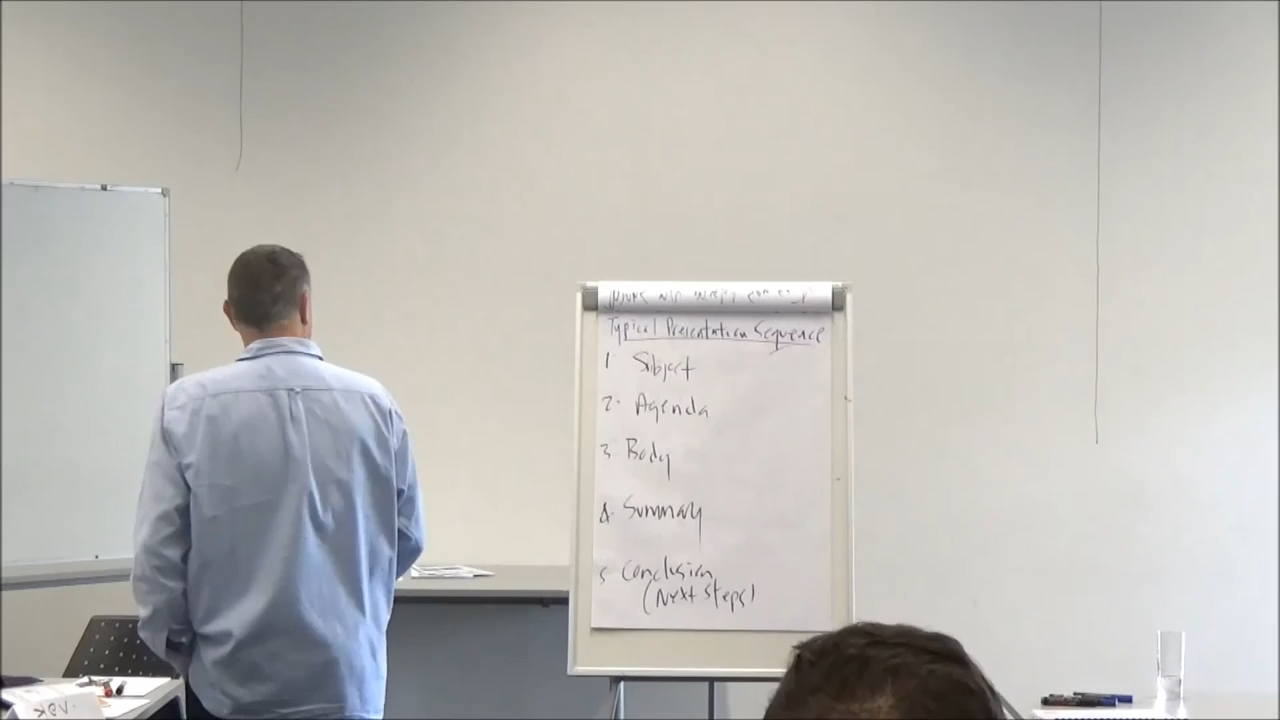 Typical Presentation Sequence
1 Subject
2. Agenda
3 Body
4. Summary
5 Conclusion
(Next Steps)